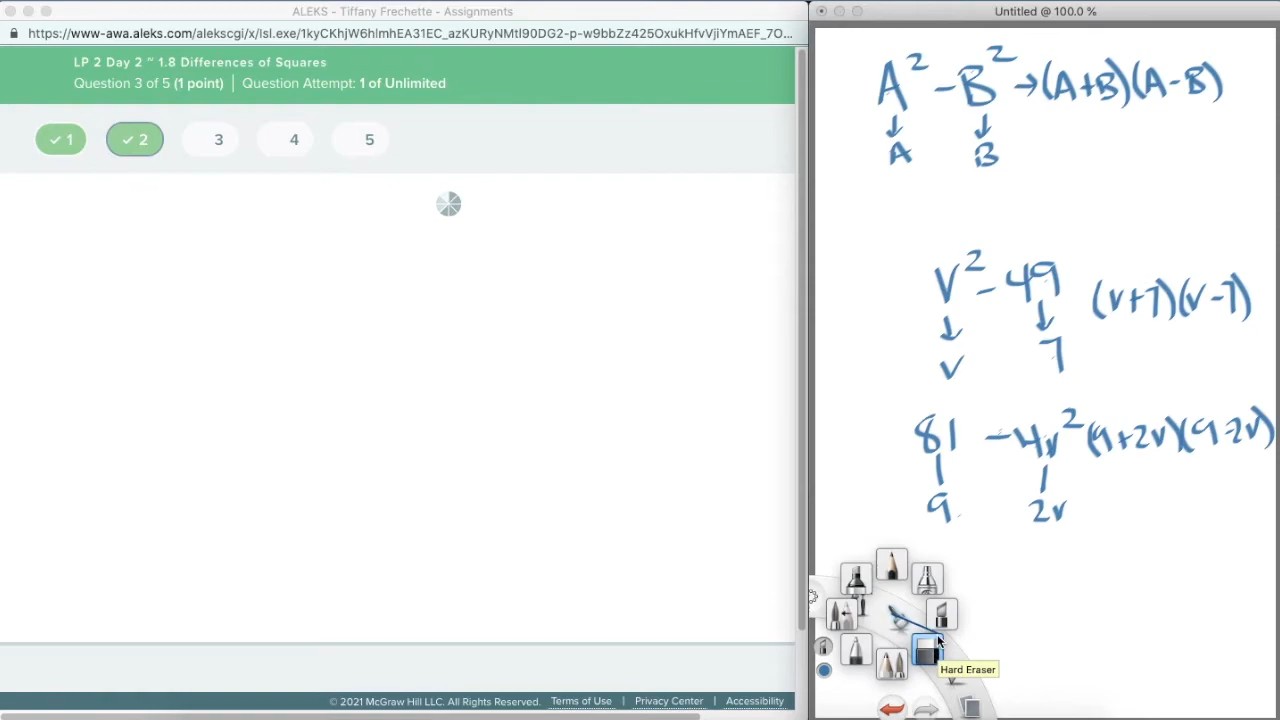 ALEKS - Tiffany Frechette - Assignments
https://www-awa.aleks.com/alekscgi/x/Isl.exe/1kyCKhjW6hlmhEA31EC_azKURyNMtI90DG2-p-w9bbZz425OxukHfvVjiYmAEF_7O...
LP 2 Day 2 ~ 1.8 Differences of Squares
Question 3 of 5 (1 point) | Question Attempt: 1 of Unlimited
✓ 1 ✓ 2 3 4 5
© 2021 McGraw Hill LLC. All Rights Reserved. Terms of Use | Privacy Center | Accessibility
Untitled @ 100.0 %
A² - B² → (A+B)(A-B)
↓ ↓
A B
v² - 49 (v+7)(v-7)
↓ ↓
v 7
81 - 4v² (9+2v)(9-2v)
9 2v
Hard Eraser